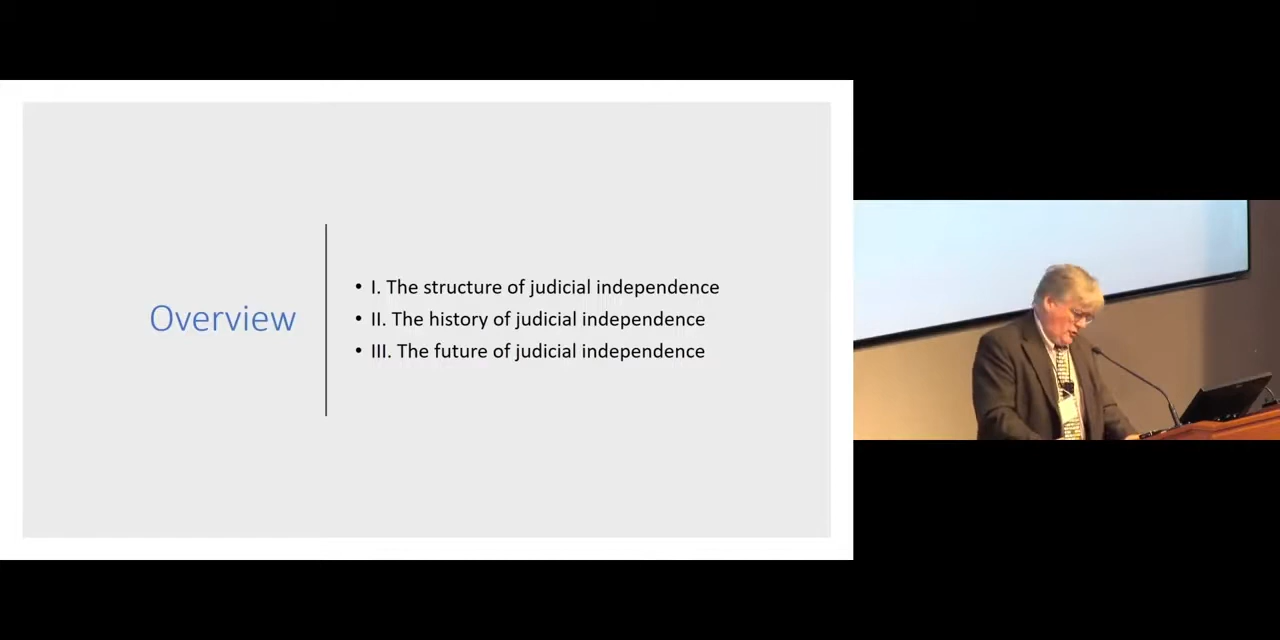 Overview
• I. The structure of judicial independence
• II. The history of judicial independence
• III. The future of judicial independence